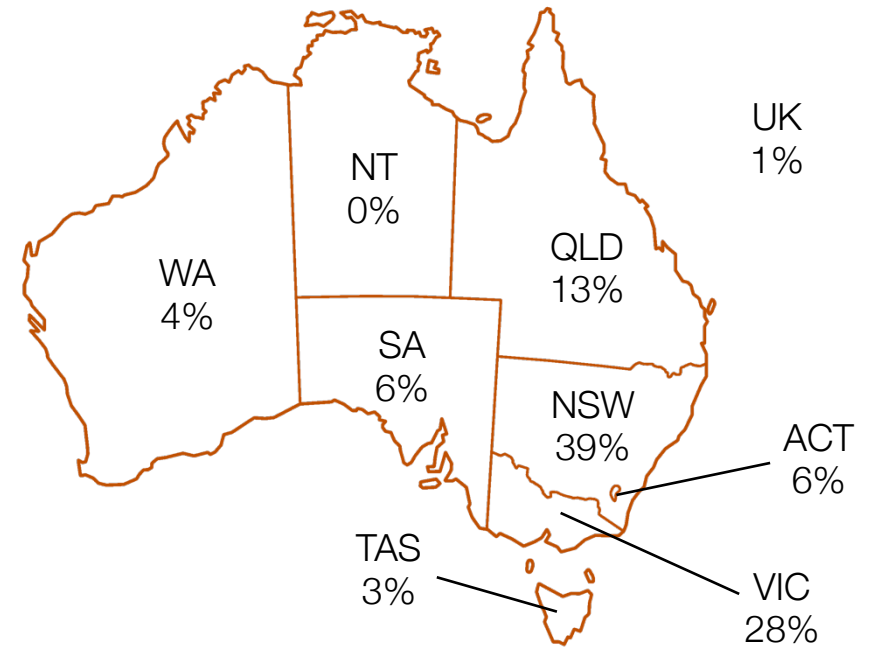 UK
1%
NT
0%
QLD
13%
WA
4%
SA
6%
NSW
39%
ACT
6%
TAS
3%
VIC
28%